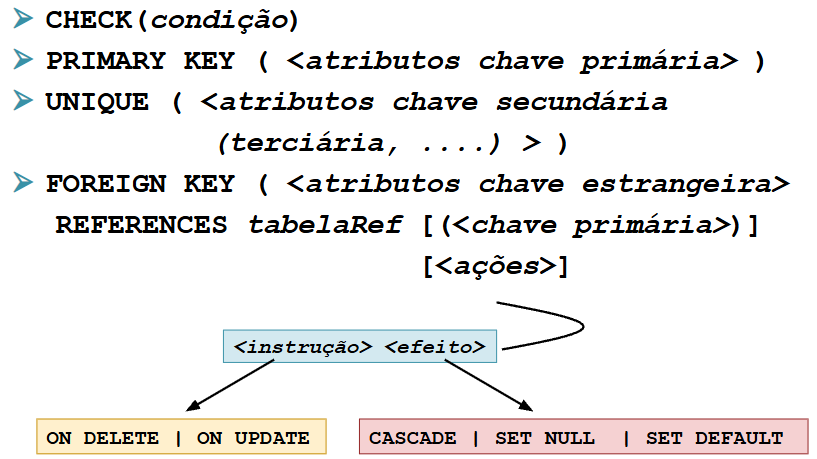 ➢ CHECK(condição)
➢ PRIMARY KEY ( <atributos chave primária> )
➢ UNIQUE ( <atributos chave secundária
(terciária, ....) > )
➢ FOREIGN KEY ( <atributos chave estrangeira>
REFERENCES tabelaRef [(<chave primária>)]
[<ações>]
<instrução> <efeito>
ON DELETE | ON UPDATE
CASCADE | SET NULL | SET DEFAULT